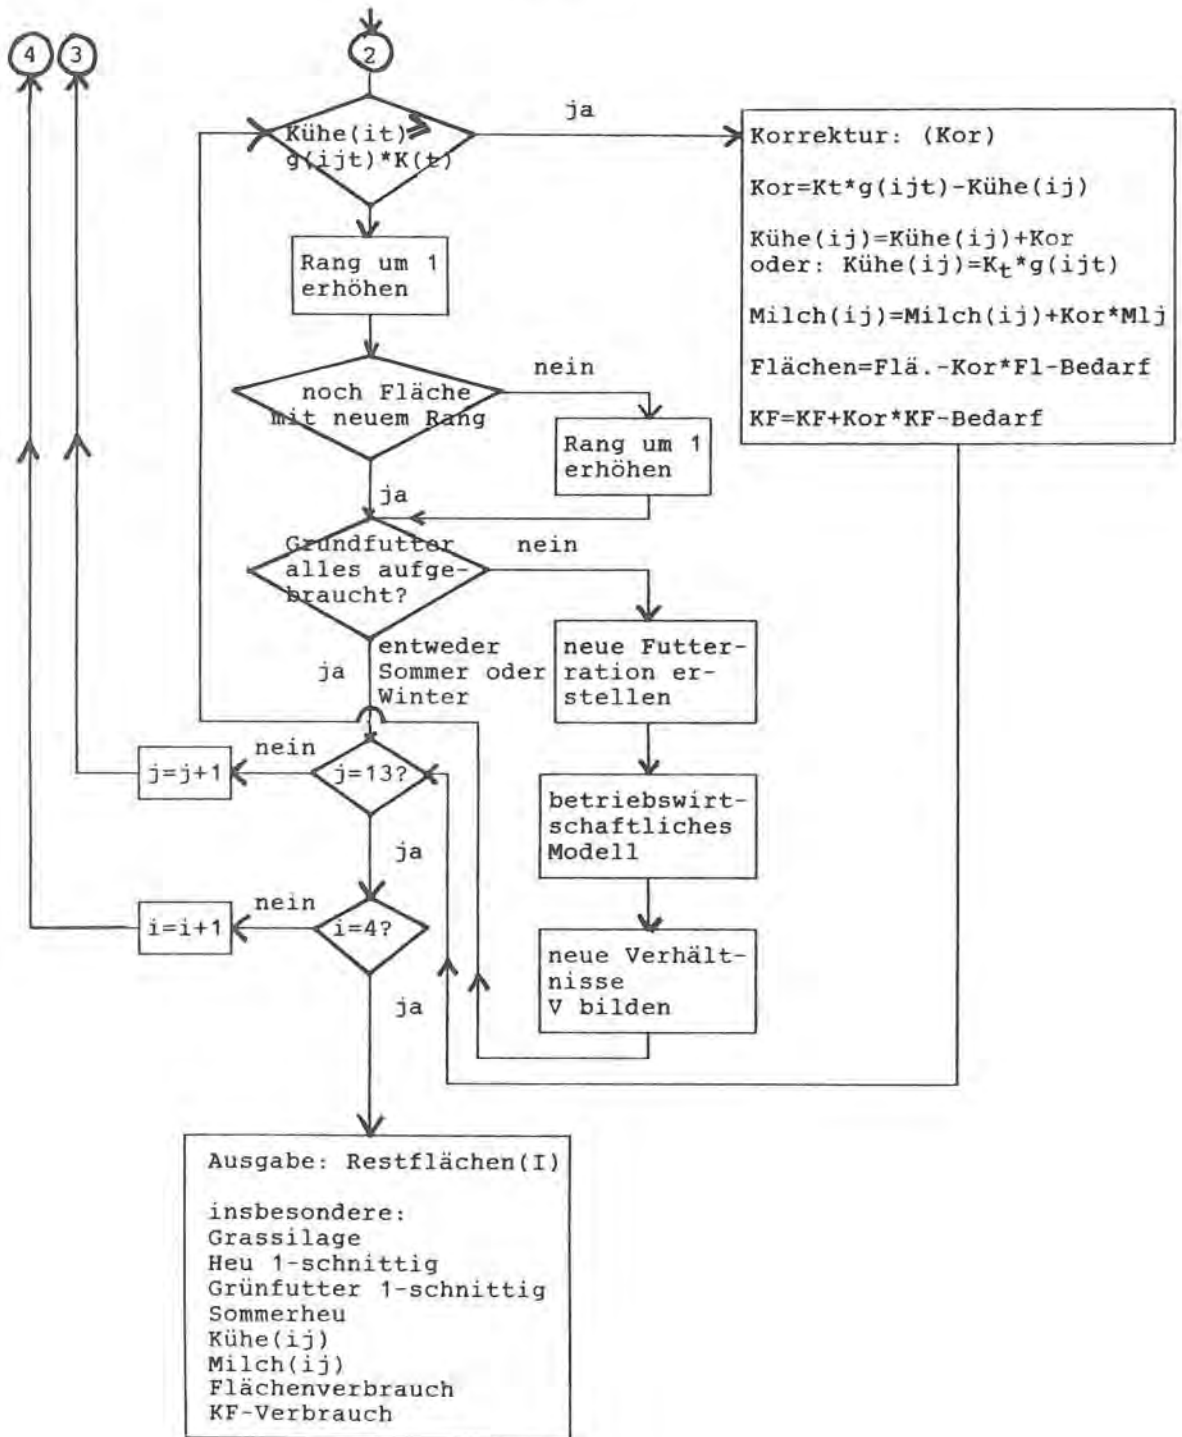 4 3
2
ja
Kühe(it) ⩾
g(ijt)*K(t)
Korrektur: (Kor)
Kor=Kt*g(ijt)-Kühe(ij)
Kühe(ij)=Kühe(ij)+Kor
oder: Kühe(ij)=Kt*g(ijt)
Milch(ij)=Milch(ij)+Kor*Mlj
Flächen=Flä.-Kor*Fl-Bedarf
KF=KF+Kor*KF-Bedarf
Rang um 1
erhöhen
noch Fläche
mit neuem Rang
nein
Rang um 1
erhöhen
ja
Grundfutter
alles aufge-
braucht?
nein
ja
entweder
Sommer oder
Winter
neue Futter-
ration er-
stellen
j=j+1
nein
j=13?
betriebswirt-
schaftliches
Modell
ja
i=i+1
nein
i=4?
neue Verhält-
nisse
V bilden
ja
Ausgabe: Restflächen(I)
insbesondere:
Grassilage
Heu 1-schnittig
Grünfutter 1-schnittig
Sommerheu
Kühe(ij)
Milch(ij)
Flächenverbrauch
KF-Verbrauch